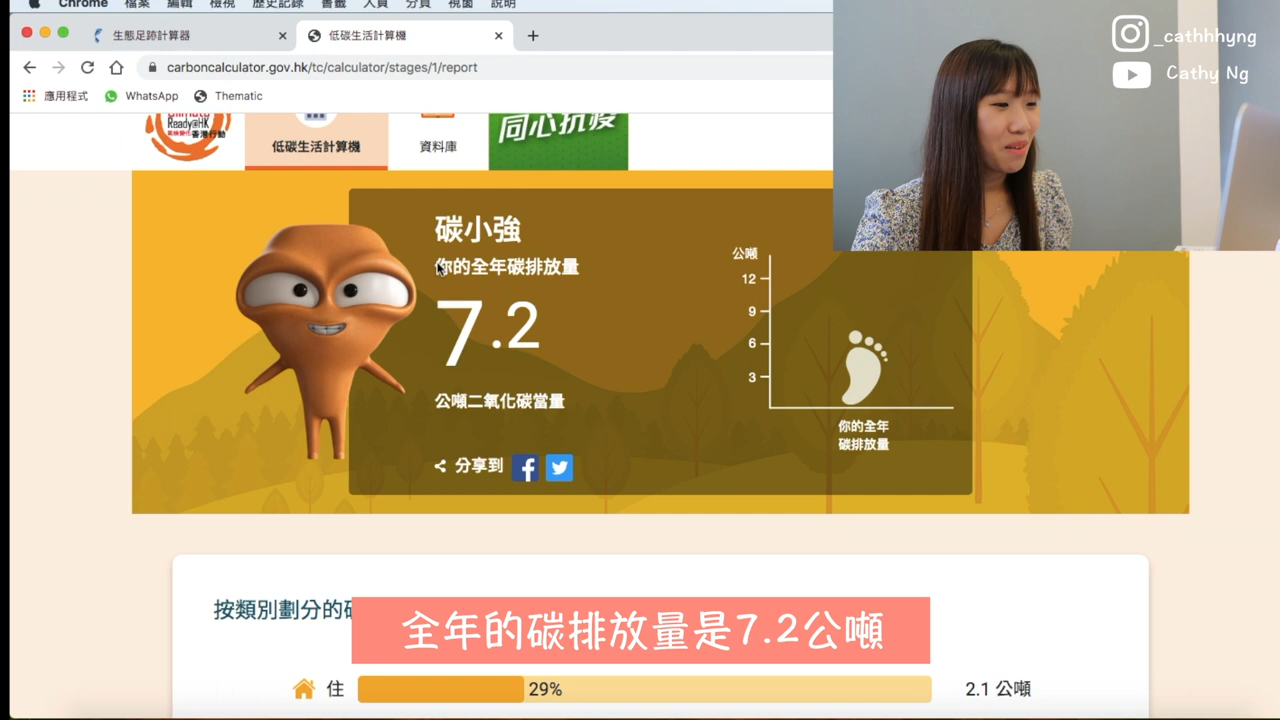 Chrome 檔案 編輯 檢視 歷史記錄 書籤 人員 分頁 視窗 說明
生態足跡計算器
低碳生活計算機
carboncalculator.gov.hk/tc/calculator/stages/1/report
應用程式 WhatsApp Thematic
_cathhhyng
Cathy Ng
Ready@HK
香港行動
低碳生活計算機
資料庫
同心抗疫
碳小強
你的全年碳排放量
7.2
公噸二氧化碳當量
分享到
公噸
12
9
6
3
你的全年
碳排放量
按類別劃分的
全年的碳排放量是7.2公噸
住 29% 2.1 公噸